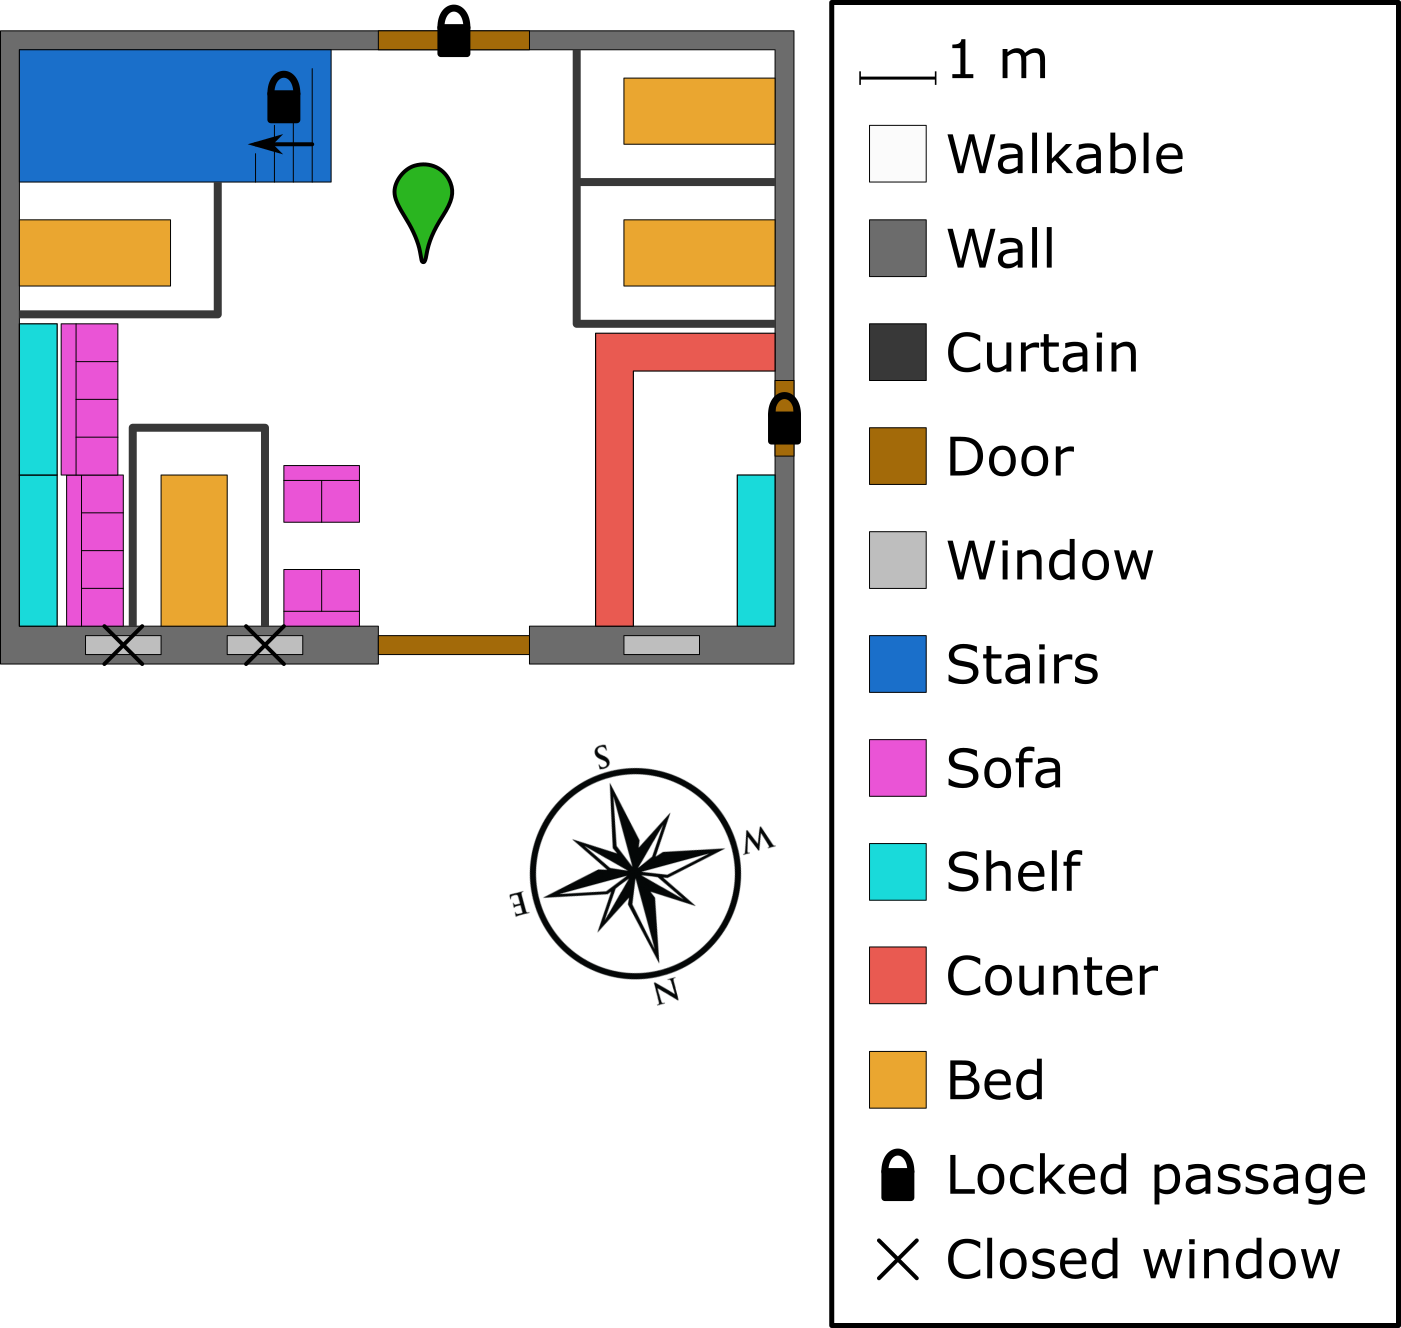 1 m
Walkable
Wall
Curtain
Door
Window
Stairs
Sofa
Shelf
Counter
Bed
Locked passage
Closed window
S
W
E
N